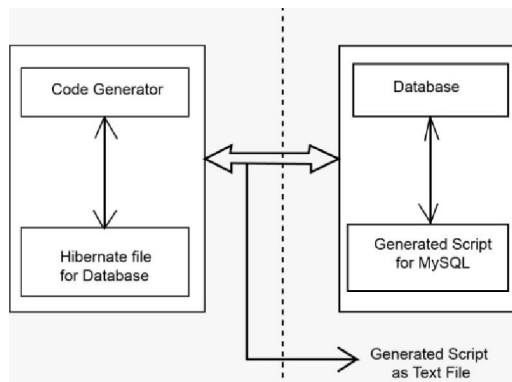 Code Generator
Hibernate file
for Database
Database
Generated Script
for MySQL
Generated Script
as Text File